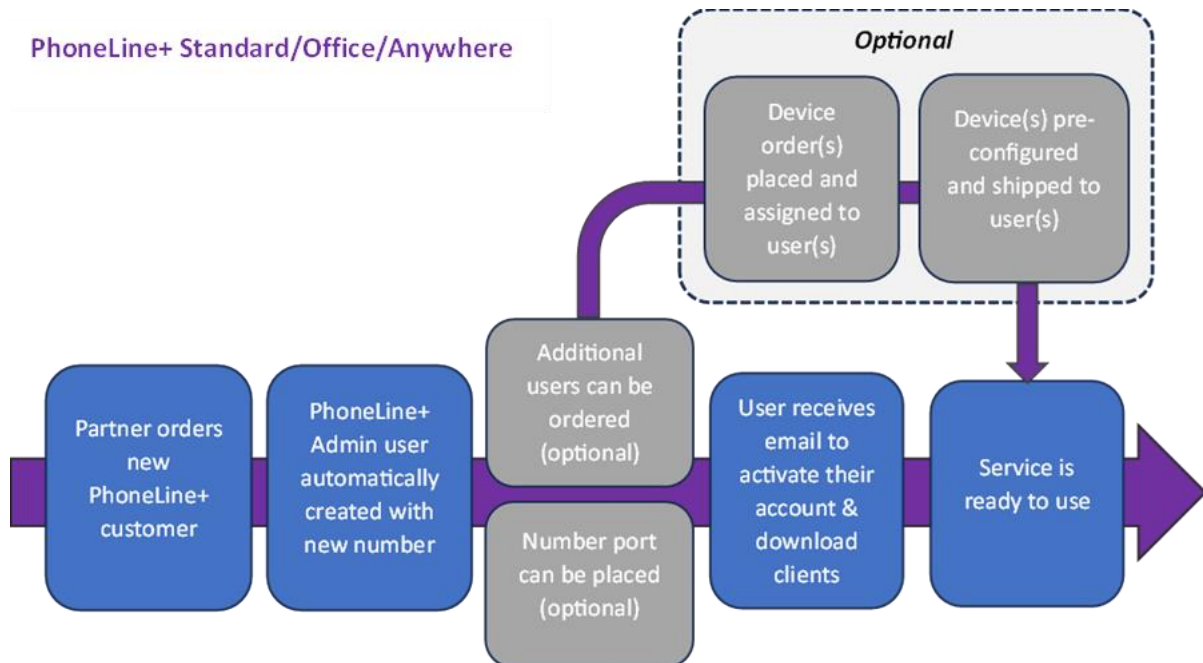 PhoneLine+ Standard/Office/Anywhere
Optional
Device
order(s)
placed and
assigned to
user(s)
Device(s) pre-
configured
and shipped to
user(s)
Partner orders
new
PhoneLine+
customer
PhoneLine+
Admin user
automatically
created with
new number
Additional
users can be
ordered
(optional)
Number port
can be placed
(optional)
User receives
email to
activate their
account &
download
clients
Service is
ready to use